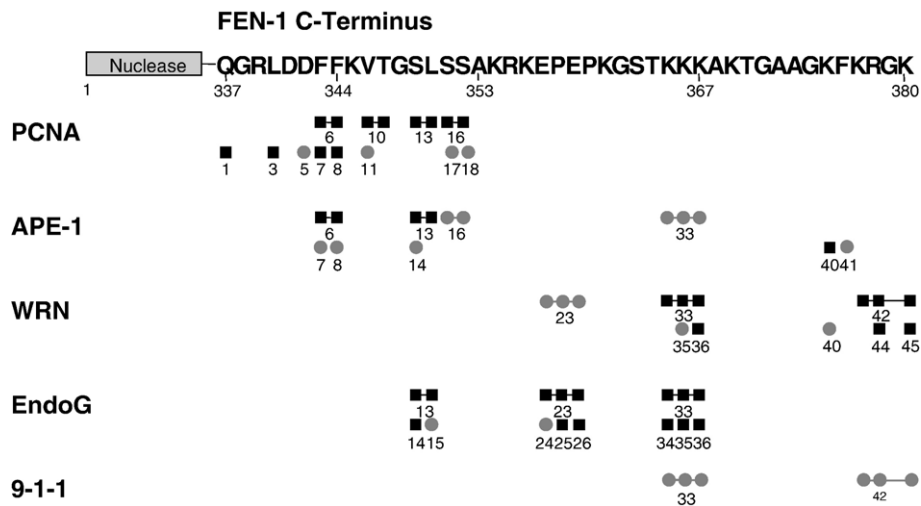 FEN-1 C-Terminus
Nuclease QGRLDDFFKVTGSLSSAKRKEPEPKGSTKKKAKTGAAGKFKRGK
1 337 344 353 367 380
PCNA
6 10 13 16
1 3 5 7 8 11 17 18
APE-1
6 13 16 33
7 8 14 40 41
WRN
23 33 42
35 36 40 44 45
EndoG
13 23 33
14 15 24 25 26 34 35 36
9-1-1
33 42